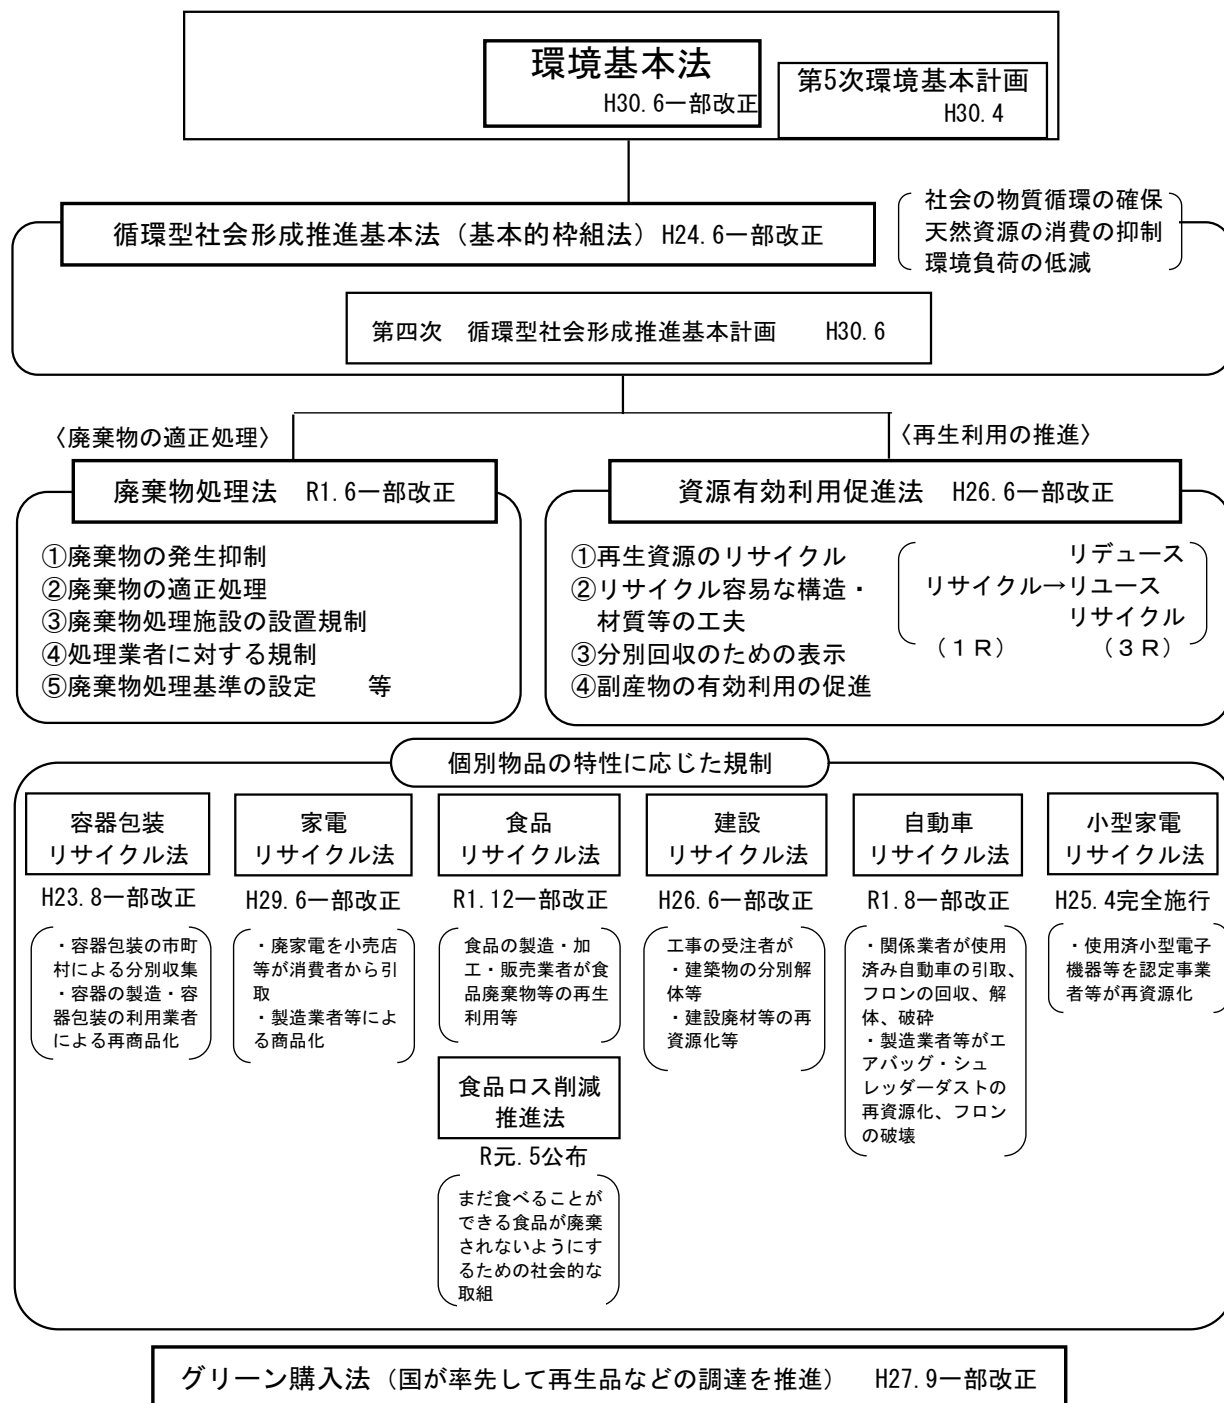 環境基本法
H30.6一部改正
第5次環境基本計画
H30.4
循環型社会形成推進基本法（基本的枠組法）H24.6一部改正
社会の物質循環の確保
天然資源の消費の抑制
環境負荷の低減
第四次　循環型社会形成推進基本計画　　H30.6
〈廃棄物の適正処理〉
廃棄物処理法　R1.6一部改正
①廃棄物の発生抑制
②廃棄物の適正処理
③廃棄物処理施設の設置規制
④処理業者に対する規制
⑤廃棄物処理基準の設定　　等
〈再生利用の推進〉
資源有効利用促進法　H26.6一部改正
①再生資源のリサイクル
②リサイクル容易な構造・
材質等の工夫
③分別回収のための表示
④副産物の有効利用の促進
リデュース
リサイクル→リユース
リサイクル
（１Ｒ）　　　（３Ｒ）
個別物品の特性に応じた規制
容器包装
リサイクル法
H23.8一部改正
・容器包装の市町
村による分別収集
・容器の製造・容
器包装の利用業者
による再商品化
家電
リサイクル法
H29.6一部改正
・廃家電を小売店
等が消費者から引
取
・製造業者等によ
る商品化
食品
リサイクル法
R1.12一部改正
食品の製造・加
工・販売業者が食
品廃棄物等の再生
利用等
食品ロス削減
推進法
R元.5公布
まだ食べることが
できる食品が廃棄
されないようにす
るための社会的な
取組
建設
リサイクル法
H26.6一部改正
工事の受注者が
・建築物の分別解
体等
・建設廃材等の再
資源化等
自動車
リサイクル法
R1.8一部改正
・関係業者が使用
済み自動車の引取、
フロンの回収、解
体、破砕
・製造業者等がエ
アバッグ・シュ
レッダーダストの
再資源化、フロン
の破壊
小型家電
リサイクル法
H25.4完全施行
・使用済小型電子
機器等を認定事業
者等が再資源化
グリーン購入法（国が率先して再生品などの調達を推進）　H27.9一部改正